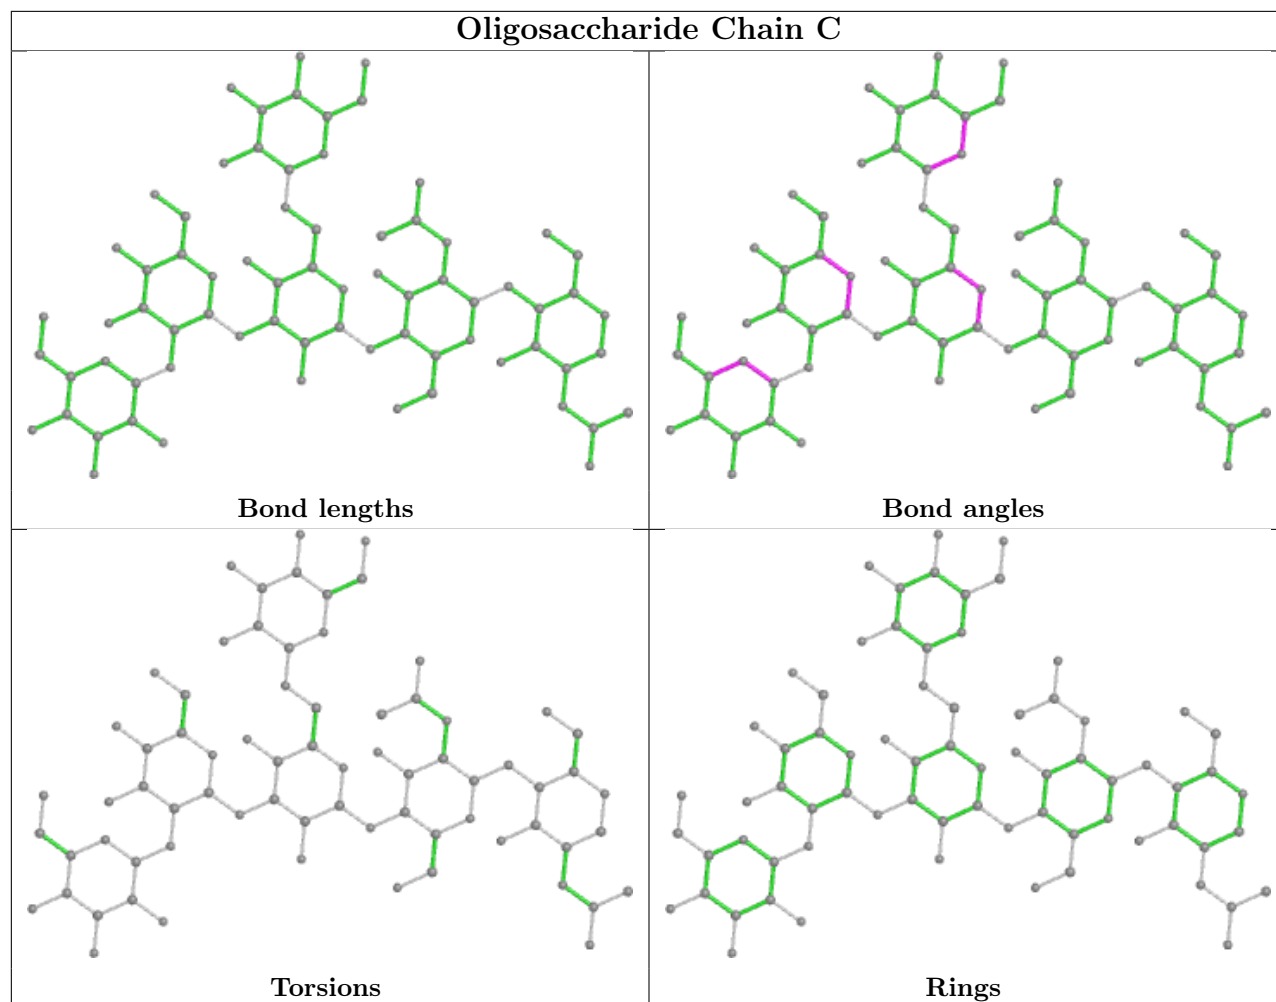 Oligosaccharide Chain C
Bond lengths
Bond angles
Torsions
Rings